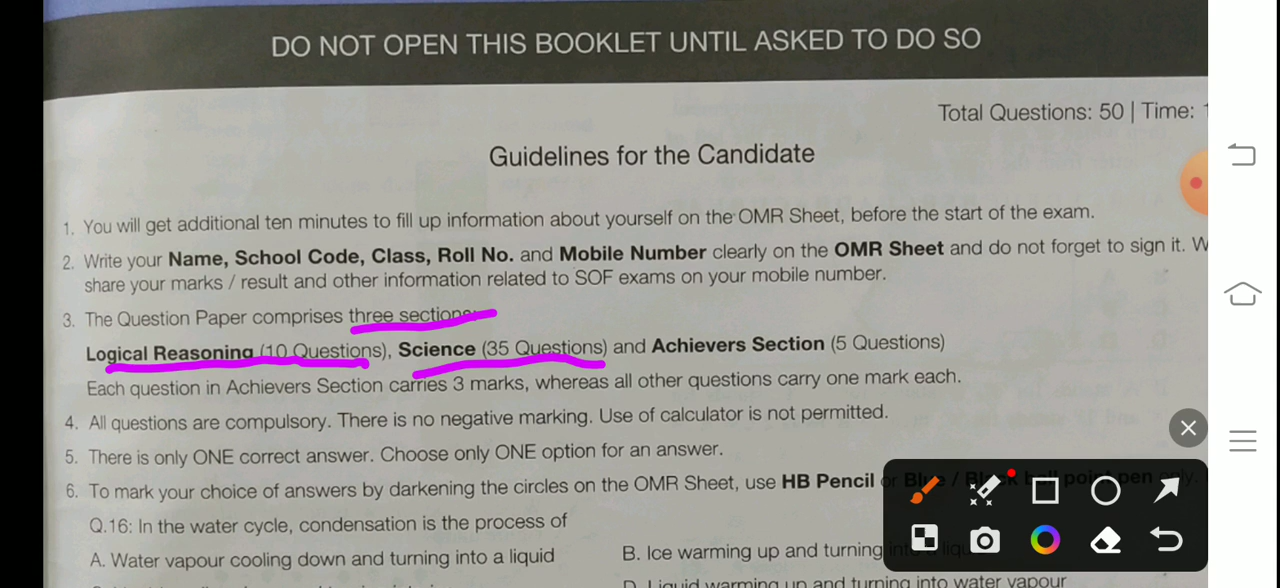 DO NOT OPEN THIS BOOKLET UNTIL ASKED TO DO SO
Total Questions: 50 | Time: 1
Guidelines for the Candidate
1. You will get additional ten minutes to fill up information about yourself on the OMR Sheet, before the start of the exam.
2. Write your Name, School Code, Class, Roll No. and Mobile Number clearly on the OMR Sheet and do not forget to sign it. W
share your marks / result and other information related to SOF exams on your mobile number.
3. The Question Paper comprises three sections:
Logical Reasoning (10 Questions), Science (35 Questions) and Achievers Section (5 Questions)
Each question in Achievers Section carries 3 marks, whereas all other questions carry one mark each.
4. All questions are compulsory. There is no negative marking. Use of calculator is not permitted.
5. There is only ONE correct answer. Choose only ONE option for an answer.
6. To mark your choice of answers by darkening the circles on the OMR Sheet, use HB Pencil or Blue / Black ball point pen only.
Q.16: In the water cycle, condensation is the process of
A. Water vapour cooling down and turning into a liquid B. Ice warming up and turning into a liquid
D. Liquid warming up and turning into water vapour